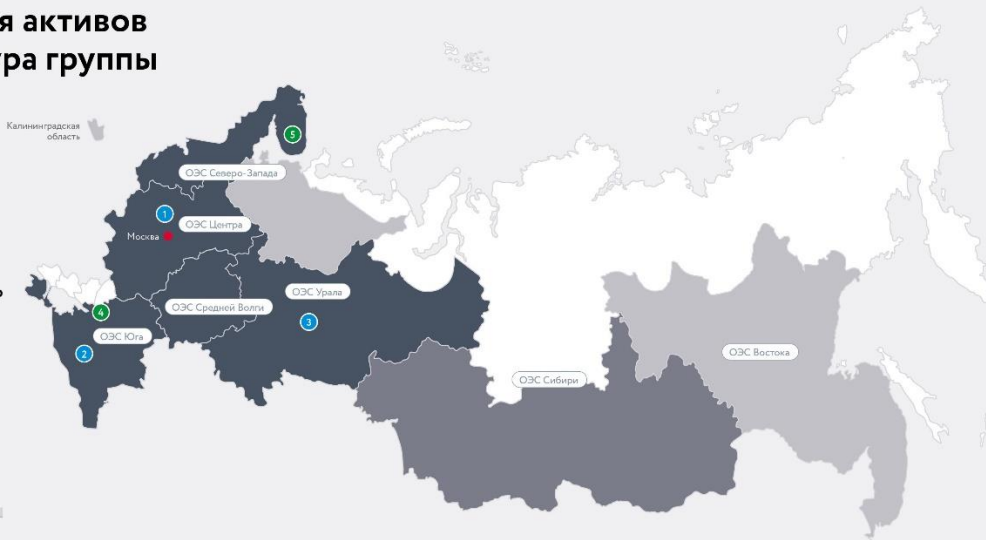 я активов
ура группы
Калининградская
область
5
ОЭС Северо-Запада
1
ОЭС Центра
Москва
ОЭС Урала
ОЭС Средней Волги
4
3
ОЭС Юга
2
ОЭС Востока
ОЭС Сибири